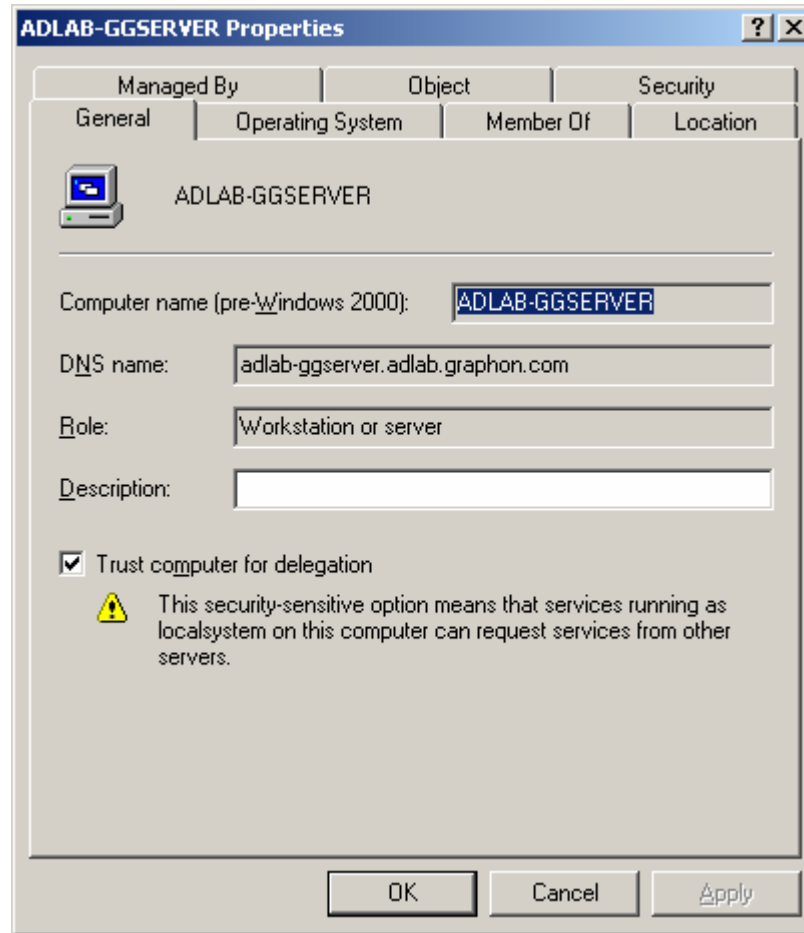 ADLAB-GGSERVER Properties
Managed By Object Security
General Operating System Member Of Location
ADLAB-GGSERVER
Computer name (pre-Windows 2000): ADLAB-GGSERVER
DNS name: adlab-ggserver.adlab.graphon.com
Role: Workstation or server
Description:
Trust computer for delegation
This security-sensitive option means that services running as
localsystem on this computer can request services from other
servers.
OK Cancel Apply